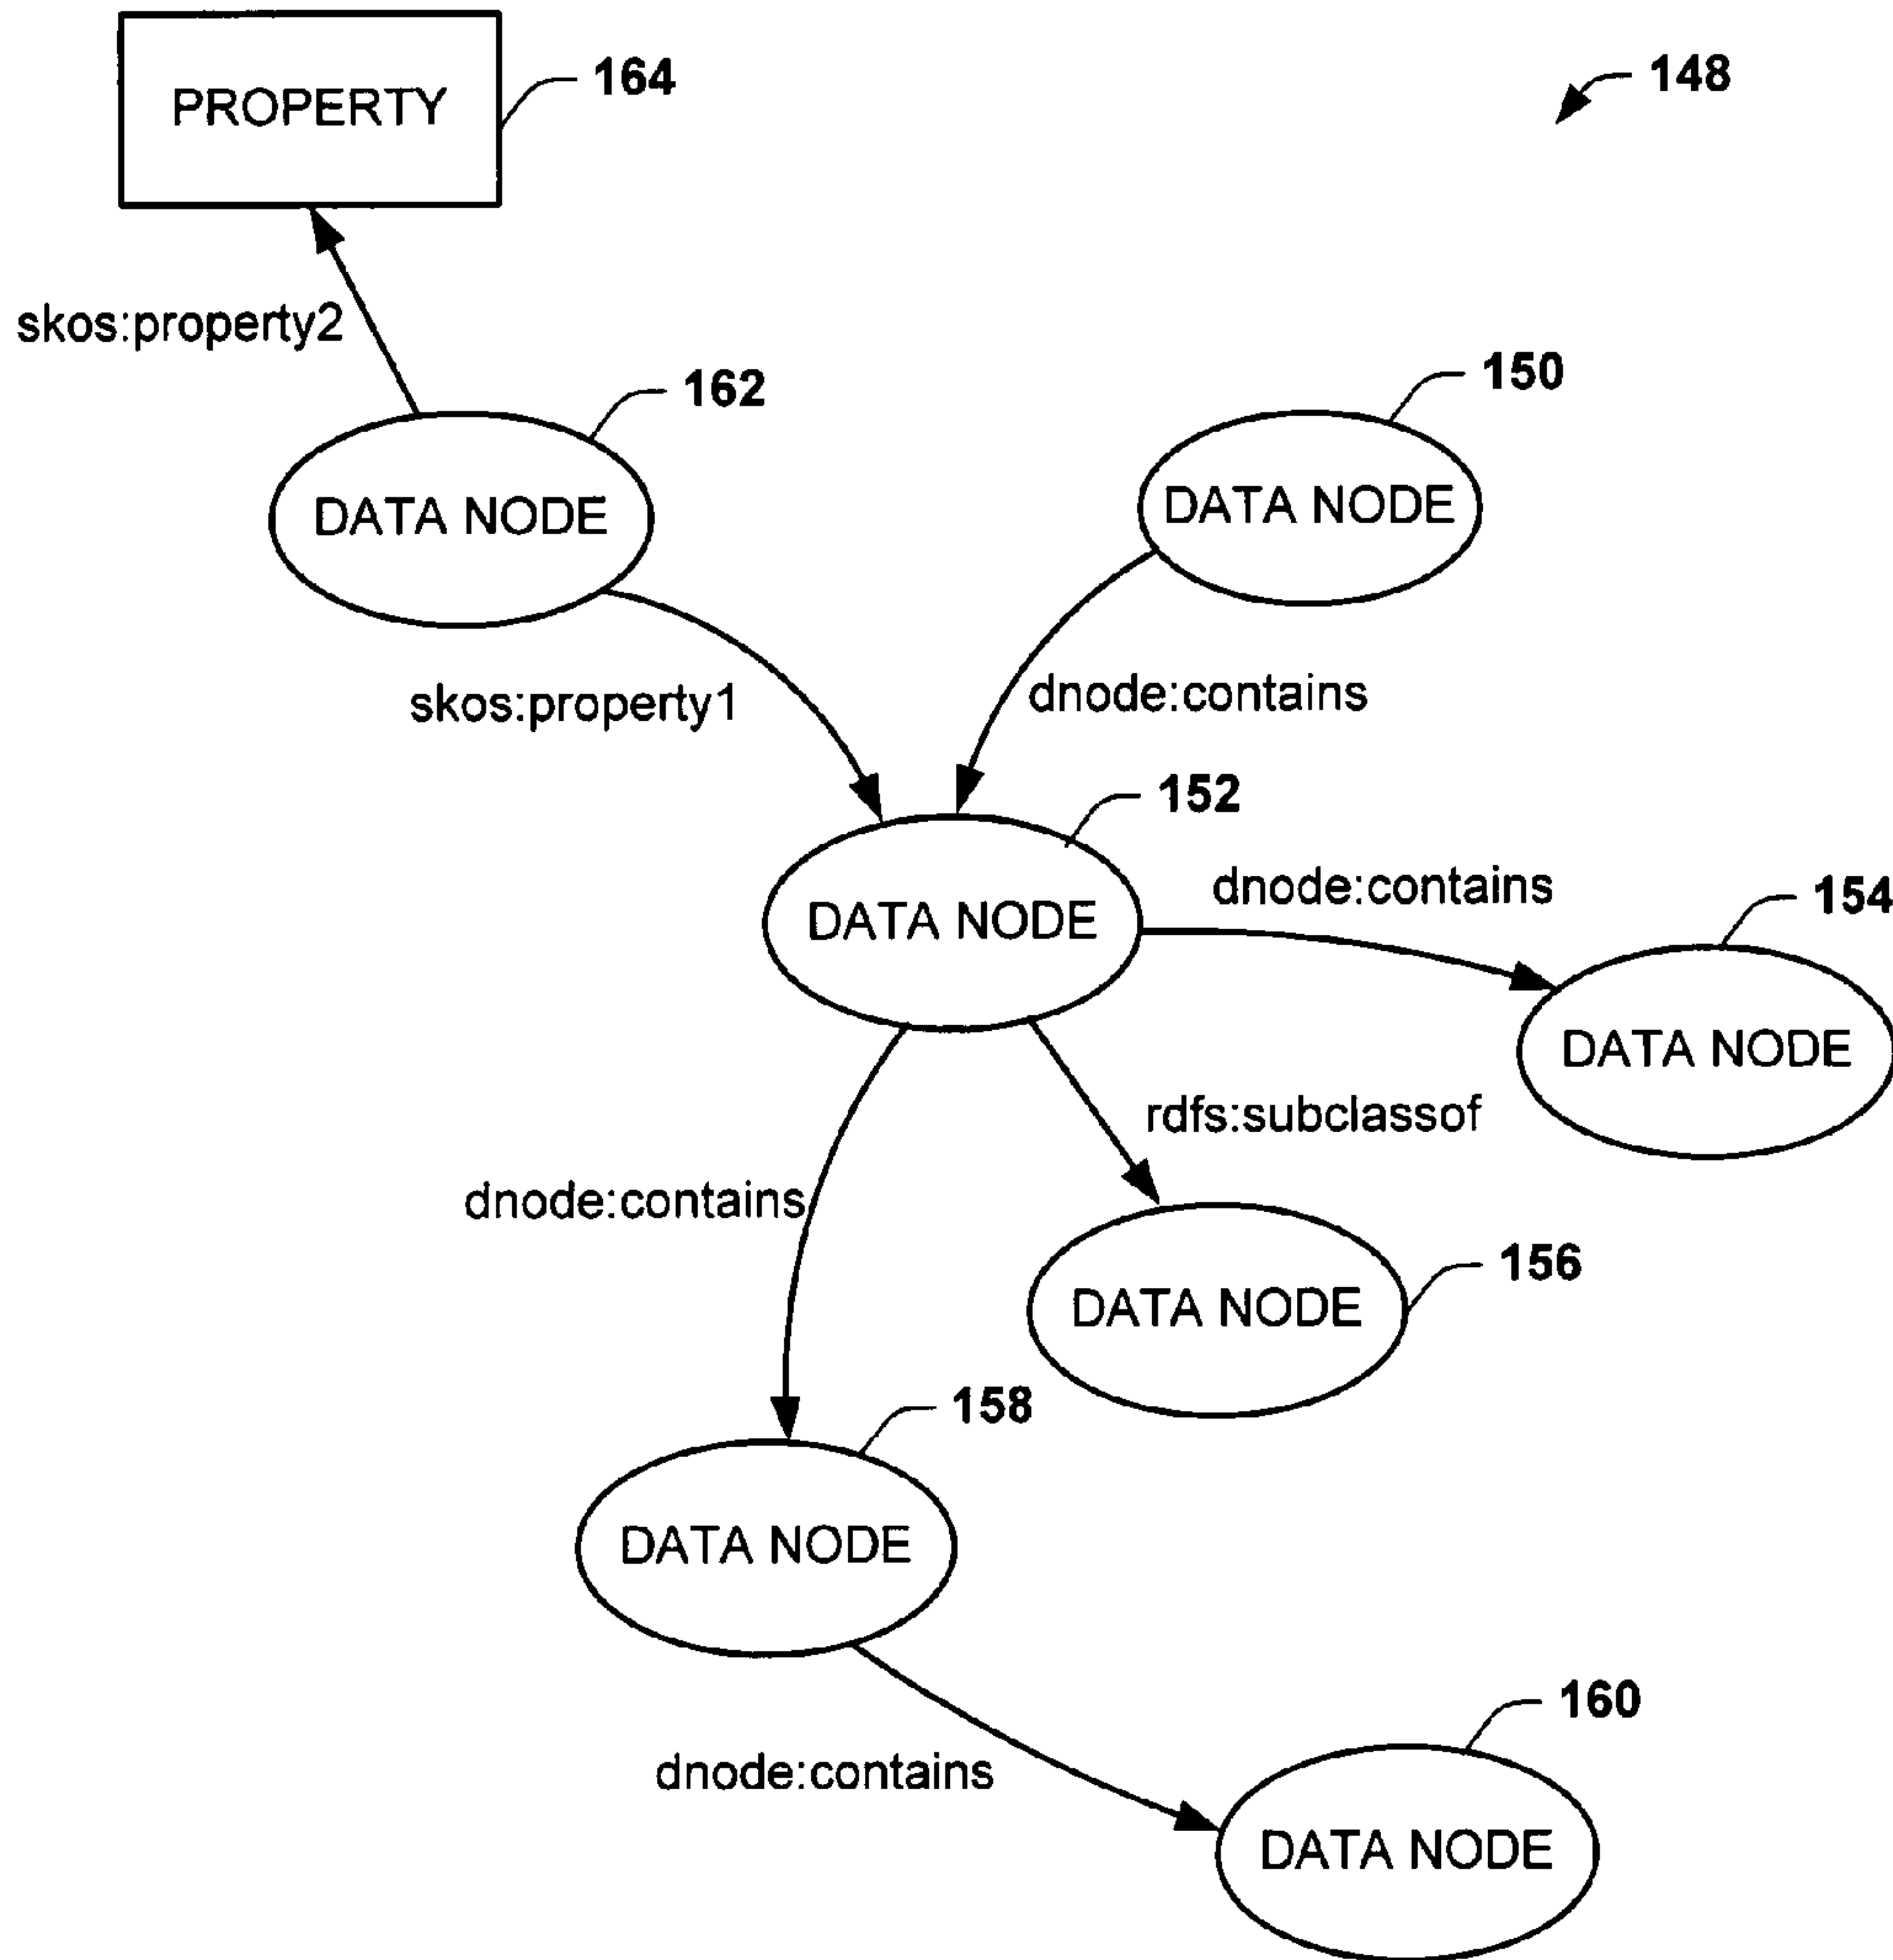 164
148
PROPERTY
skos:property2
162
150
DATA NODE
DATA NODE
skos:property1
dnode:contains
152
DATA NODE
dnode:contains
154
DATA NODE
rdfs:subclassof
dnode:contains
156
DATA NODE
158
DATA NODE
160
dnode:contains
DATA NODE